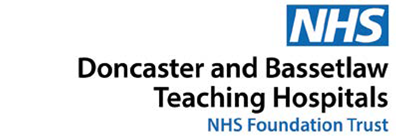 NHS
Doncaster and Bassetlaw
Teaching Hospitals
NHS Foundation Trust